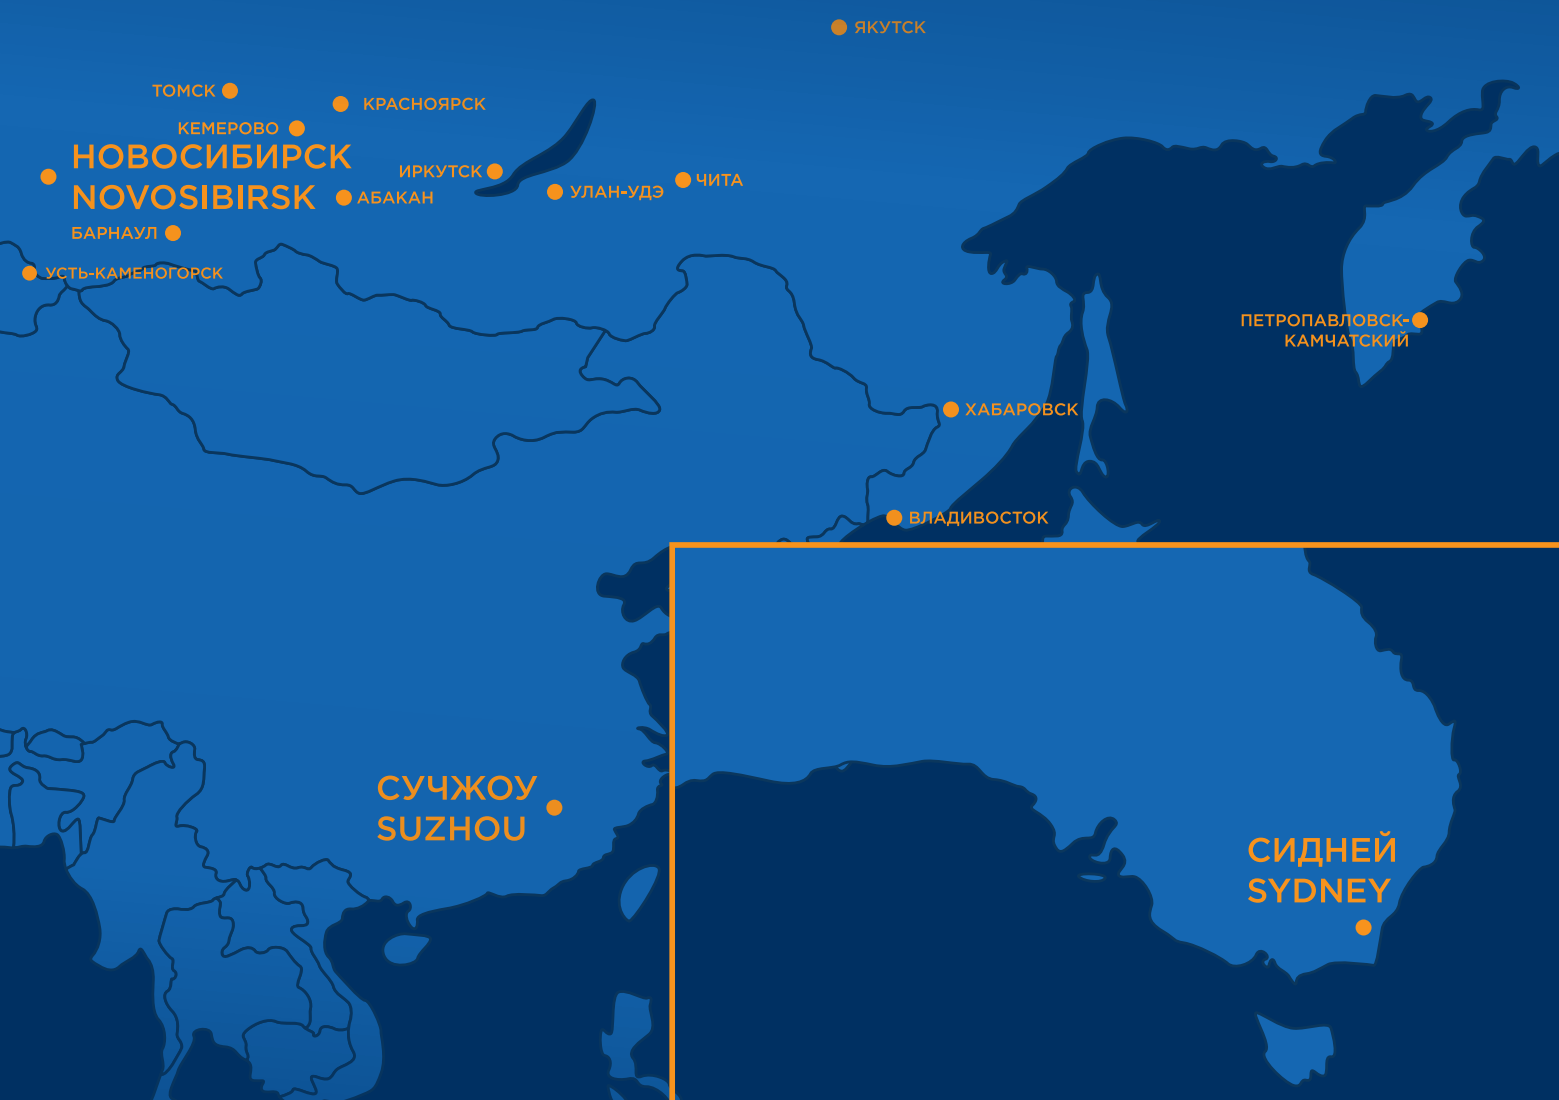 ЯКУТСК
ТОМСК
КРАСНОЯРСК
КЕМЕРОВО
НОВОСИБИРСК
NOVOSIBIRSK
ИРКУТСК
УЛАН-УДЭ
ЧИТА
АБАКАН
БАРНАУЛ
УСТЬ-КАМЕНОГОРСК
ПЕТРОПАВЛОВСК-
КАМЧАТСКИЙ
ХАБАРОВСК
ВЛАДИВОСТОК
СУЧЖОУ
SUZHOU
СИДНЕЙ
SYDNEY